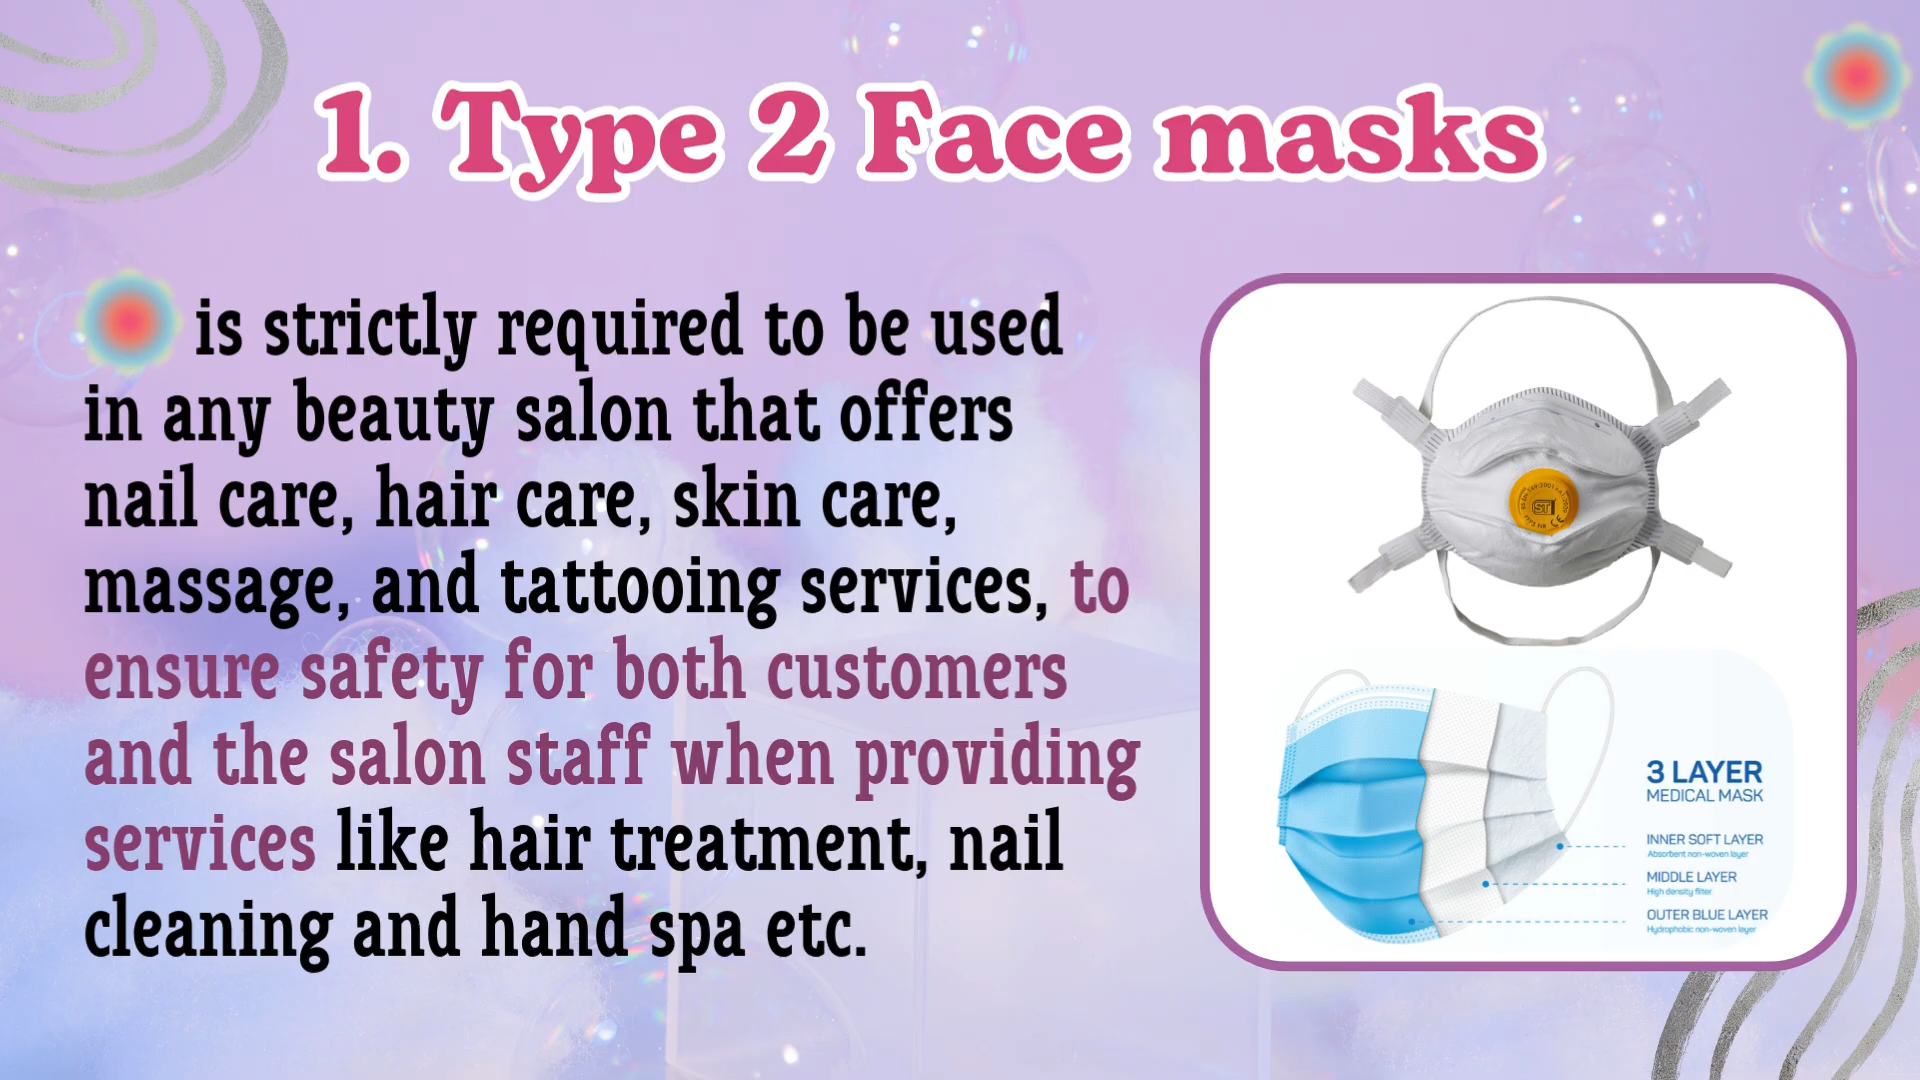 1. Type 2 Face masks
is strictly required to be used
in any beauty salon that offers
nail care, hair care, skin care,
massage, and tattooing services, to
ensure safety for both customers
and the salon staff when providing
services like hair treatment, nail
cleaning and hand spa etc.
3 LAYER
MEDICAL MASK
INNER SOFT LAYER
Absorbent non-woven layer
MIDDLE LAYER
High density filter
OUTER BLUE LAYER
Hydrophobic non-woven layer